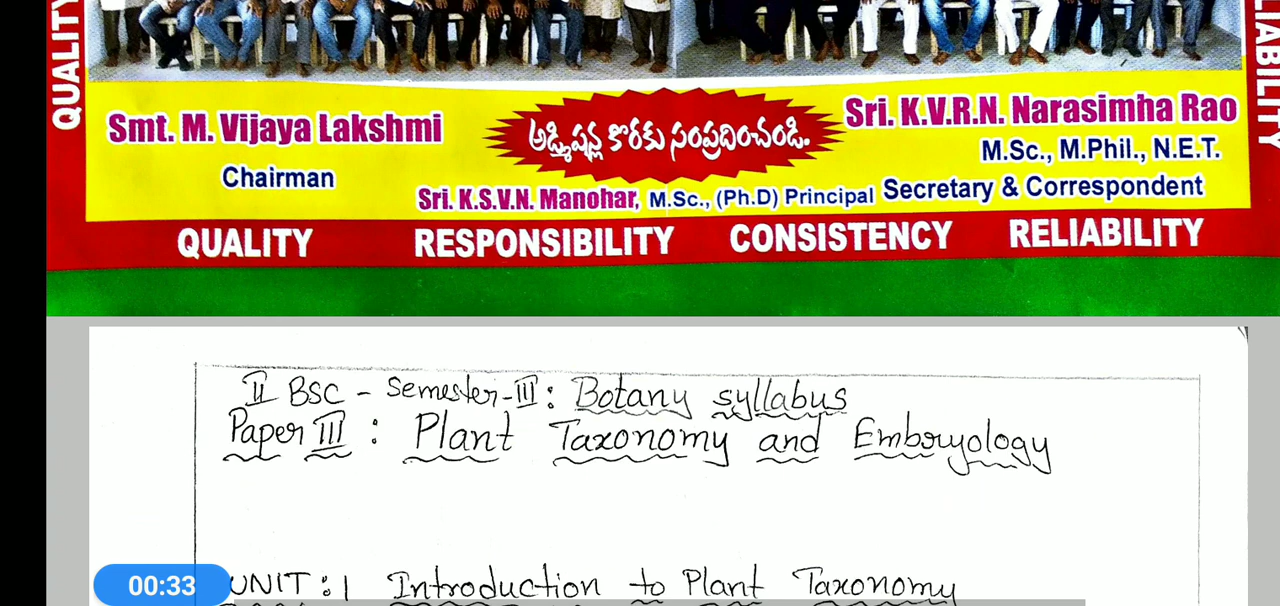 QUALITY
LIABILITY
Smt. M. Vijaya Lakshmi
Chairman
అడ్మిషన్ల కొరకు సంప్రదించండి.
Sri. K.V.R.N. Narasimha Rao
M.Sc., M.Phil., N.E.T.
Sri. K.S.V.N. Manohar, M.Sc., (Ph.D) Principal
Secretary & Correspondent
QUALITY RESPONSIBILITY CONSISTENCY RELIABILITY
II BSC - Semester-III : Botany syllabus
Paper III : Plant Taxonomy and Embryology
00:33
UNIT : 1 Introduction to Plant Taxonomy